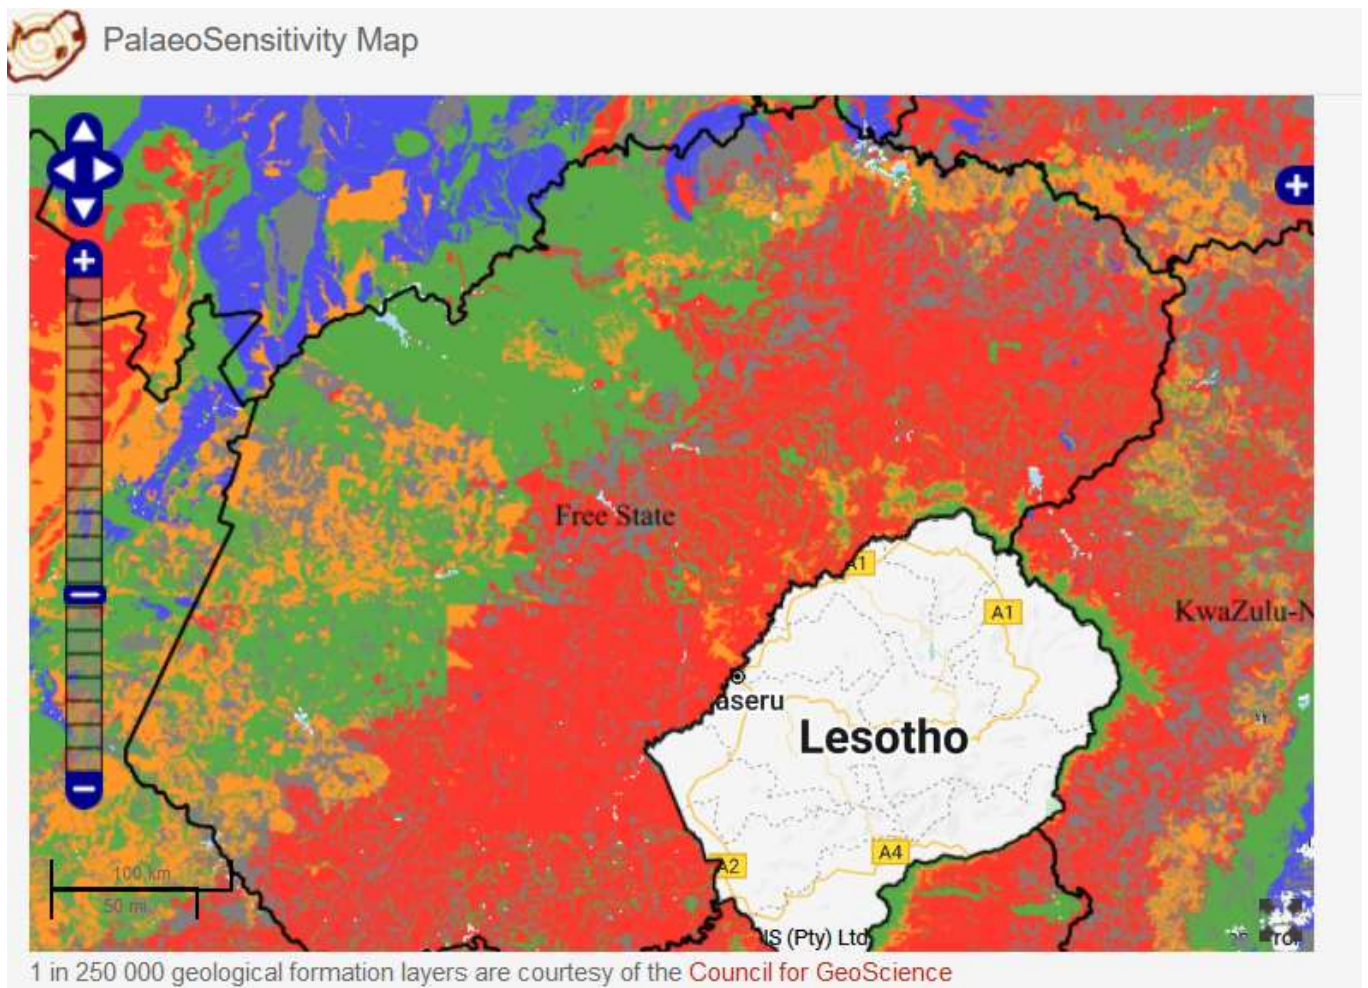 PalaeoSensitivity Map
Free State
A1
A1
KwaZulu-N
aseru
Lesotho
A4
A2
100 km
50 mi
IS (Pty) Ltd
1 in 250 000 geological formation layers are courtesy of the Council for GeoScience